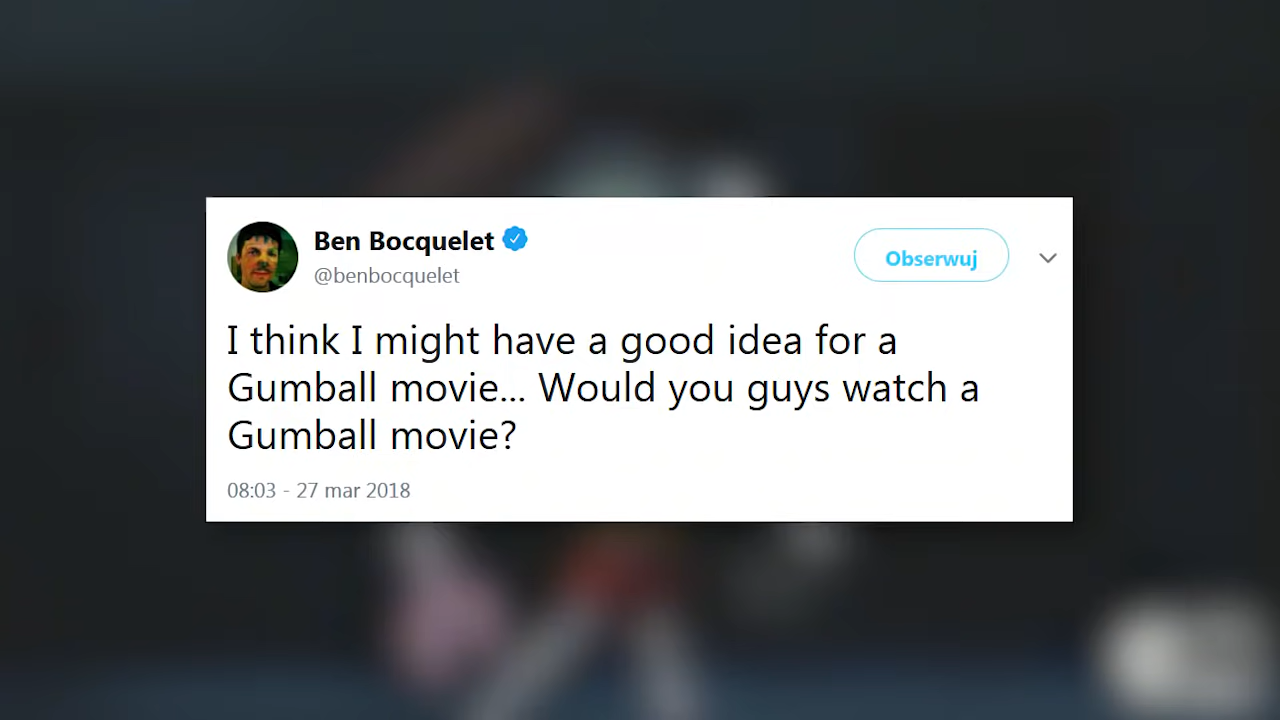 Ben Bocquelet
@benbocquelet
Obserwuj
I think I might have a good idea for a
Gumball movie... Would you guys watch a
Gumball movie?
08:03 - 27 mar 2018